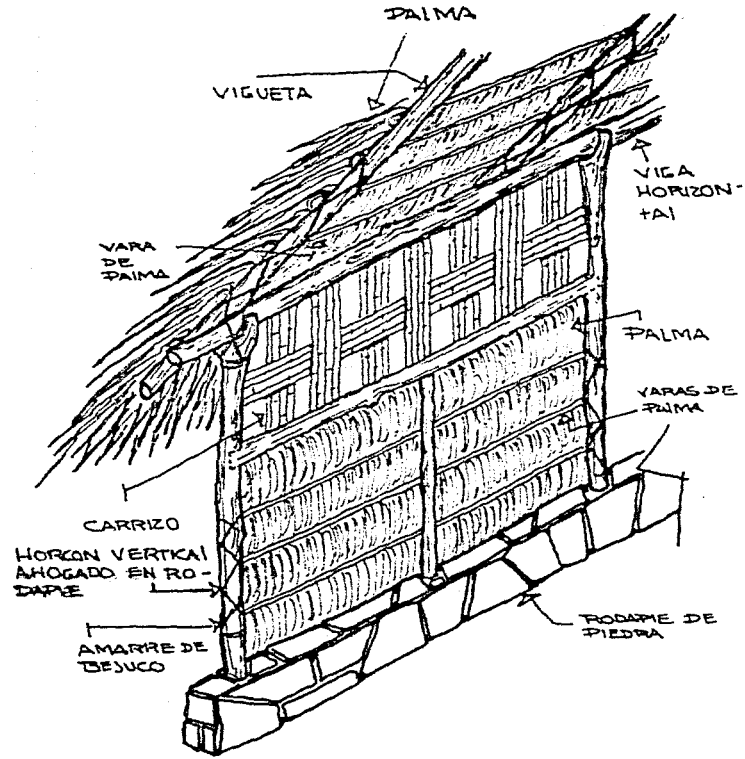 PALMA
VIGUETA
VIGA
HORIZON-
TAL
VARA
DE
PALMA
PALMA
VARAS DE
PALMA
CARRIZO
HORCON VERTICAL
AHOGADO EN RO-
DAPIE
AMARRE DE
BEJUCO
RODAPIE DE
PIEDRA